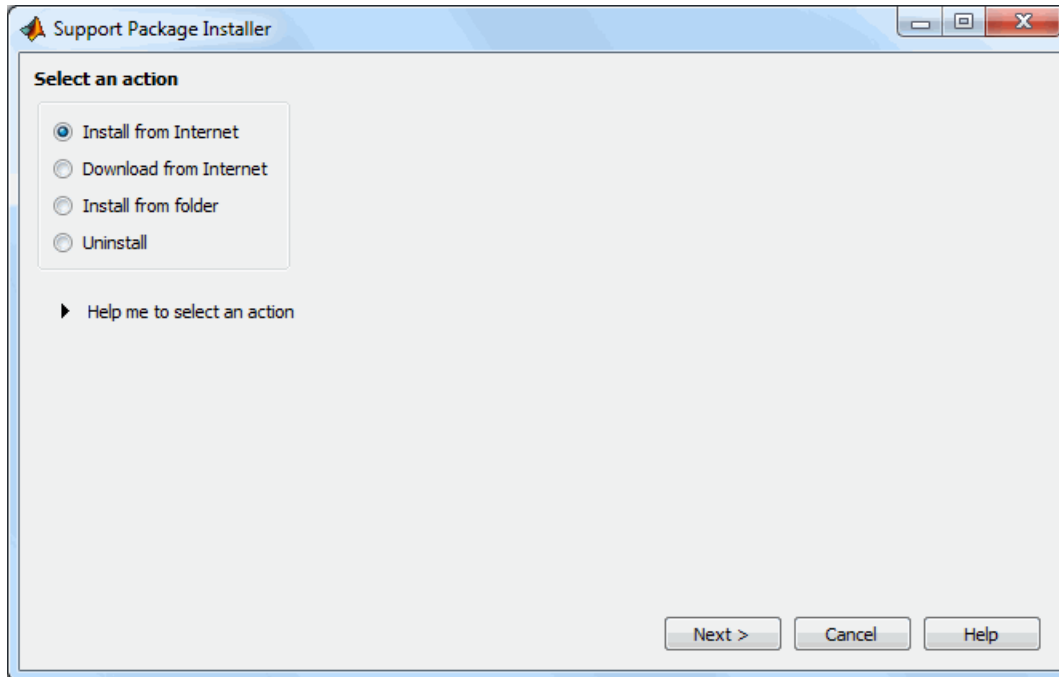 Support Package Installer
Select an action
Install from Internet
Download from Internet
Install from folder
Uninstall
Help me to select an action
Next >
Cancel
Help